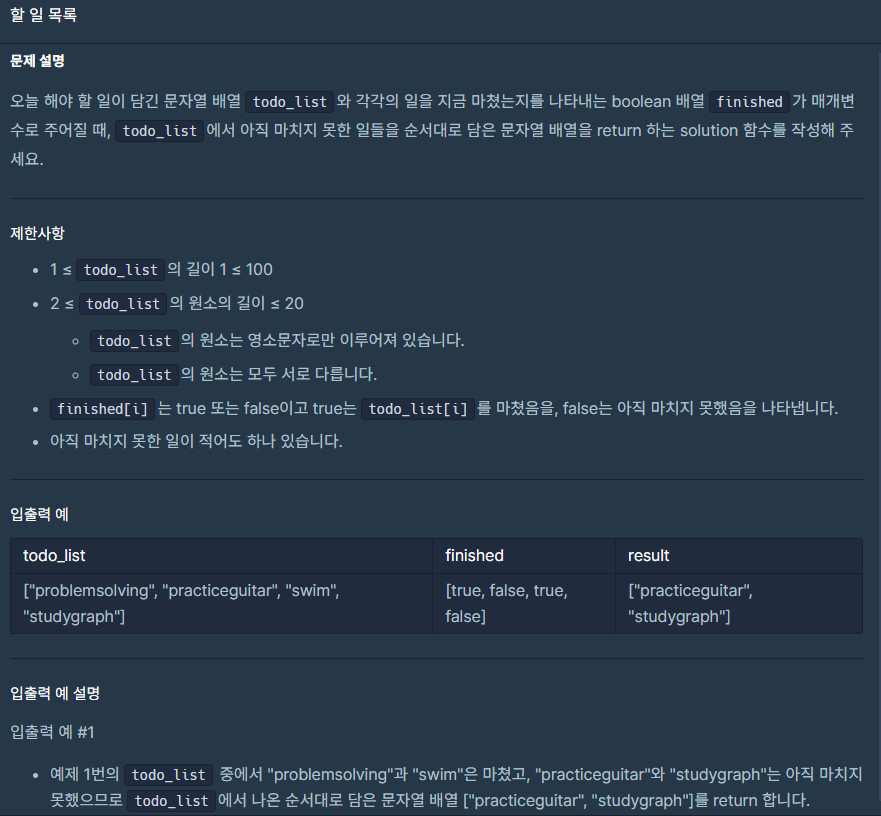 할 일 목록
문제 설명
오늘 해야 할 일이 담긴 문자열 배열 todo_list 와 각각의 일을 지금 마쳤는지를 나타내는 boolean 배열 finished 가 매개변
수로 주어질 때, todo_list 에서 아직 마치지 못한 일들을 순서대로 담은 문자열 배열을 return 하는 solution 함수를 작성해 주
세요.
제한사항
• 1 ≤ todo_list 의 길이 1 ≤ 100
• 2 ≤ todo_list 의 원소의 길이 ≤ 20
◦ todo_list 의 원소는 영소문자로만 이루어져 있습니다.
◦ todo_list 의 원소는 모두 서로 다릅니다.
• finished[i] 는 true 또는 false이고 true는 todo_list[i] 를 마쳤음을, false는 아직 마치지 못했음을 나타냅니다.
• 아직 마치지 못한 일이 적어도 하나 있습니다.
입출력 예
todo_list finished result
["problemsolving", "practiceguitar", "swim", [true, false, true, ["practiceguitar",
"studygraph"] false] "studygraph"]
입출력 예 설명
입출력 예 #1
• 예제 1번의 todo_list 중에서 "problemsolving"과 "swim"은 마쳤고, "practiceguitar"와 "studygraph"는 아직 마치지
못했으므로 todo_list 에서 나온 순서대로 담은 문자열 배열 ["practiceguitar", "studygraph"]를 return 합니다.